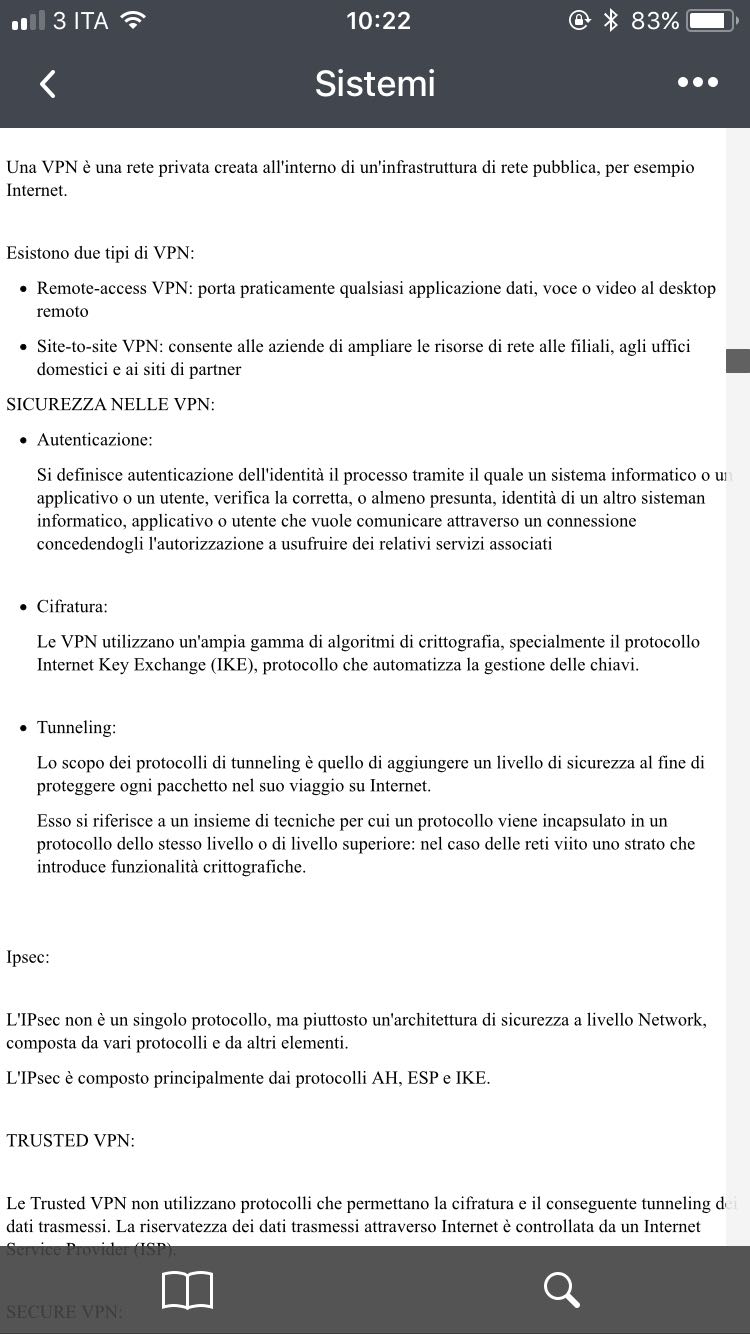 3 ITA
10:22
83%
Sistemi
Una VPN è una rete privata creata all'interno di un'infrastruttura di rete pubblica, per esempio
Internet.
Esistono due tipi di VPN:
• Remote-access VPN: porta praticamente qualsiasi applicazione dati, voce o video al desktop
remoto
• Site-to-site VPN: consente alle aziende di ampliare le risorse di rete alle filiali, agli uffici
domestici e ai siti di partner
SICUREZZA NELLE VPN:
• Autenticazione:
Si definisce autenticazione dell'identità il processo tramite il quale un sistema informatico o un
applicativo o un utente, verifica la corretta, o almeno presunta, identità di un altro sisteman
informatico, applicativo o utente che vuole comunicare attraverso un connessione
concedendogli l'autorizzazione a usufruire dei relativi servizi associati
• Cifratura:
Le VPN utilizzano un'ampia gamma di algoritmi di crittografia, specialmente il protocollo
Internet Key Exchange (IKE), protocollo che automatizza la gestione delle chiavi.
• Tunneling:
Lo scopo dei protocolli di tunneling è quello di aggiungere un livello di sicurezza al fine di
proteggere ogni pacchetto nel suo viaggio su Internet.
Esso si riferisce a un insieme di tecniche per cui un protocollo viene incapsulato in un
protocollo dello stesso livello o di livello superiore: nel caso delle reti viito uno strato che
introduce funzionalità crittografiche.
Ipsec:
L'IPsec non è un singolo protocollo, ma piuttosto un'architettura di sicurezza a livello Network,
composta da vari protocolli e da altri elementi.
L'IPsec è composto principalmente dai protocolli AH, ESP e IKE.
TRUSTED VPN:
Le Trusted VPN non utilizzano protocolli che permettano la cifratura e il conseguente tunneling dei
dati trasmessi. La riservatezza dei dati trasmessi attraverso Internet è controllata da un Internet
Service Provider (ISP).
SECURE VPN: